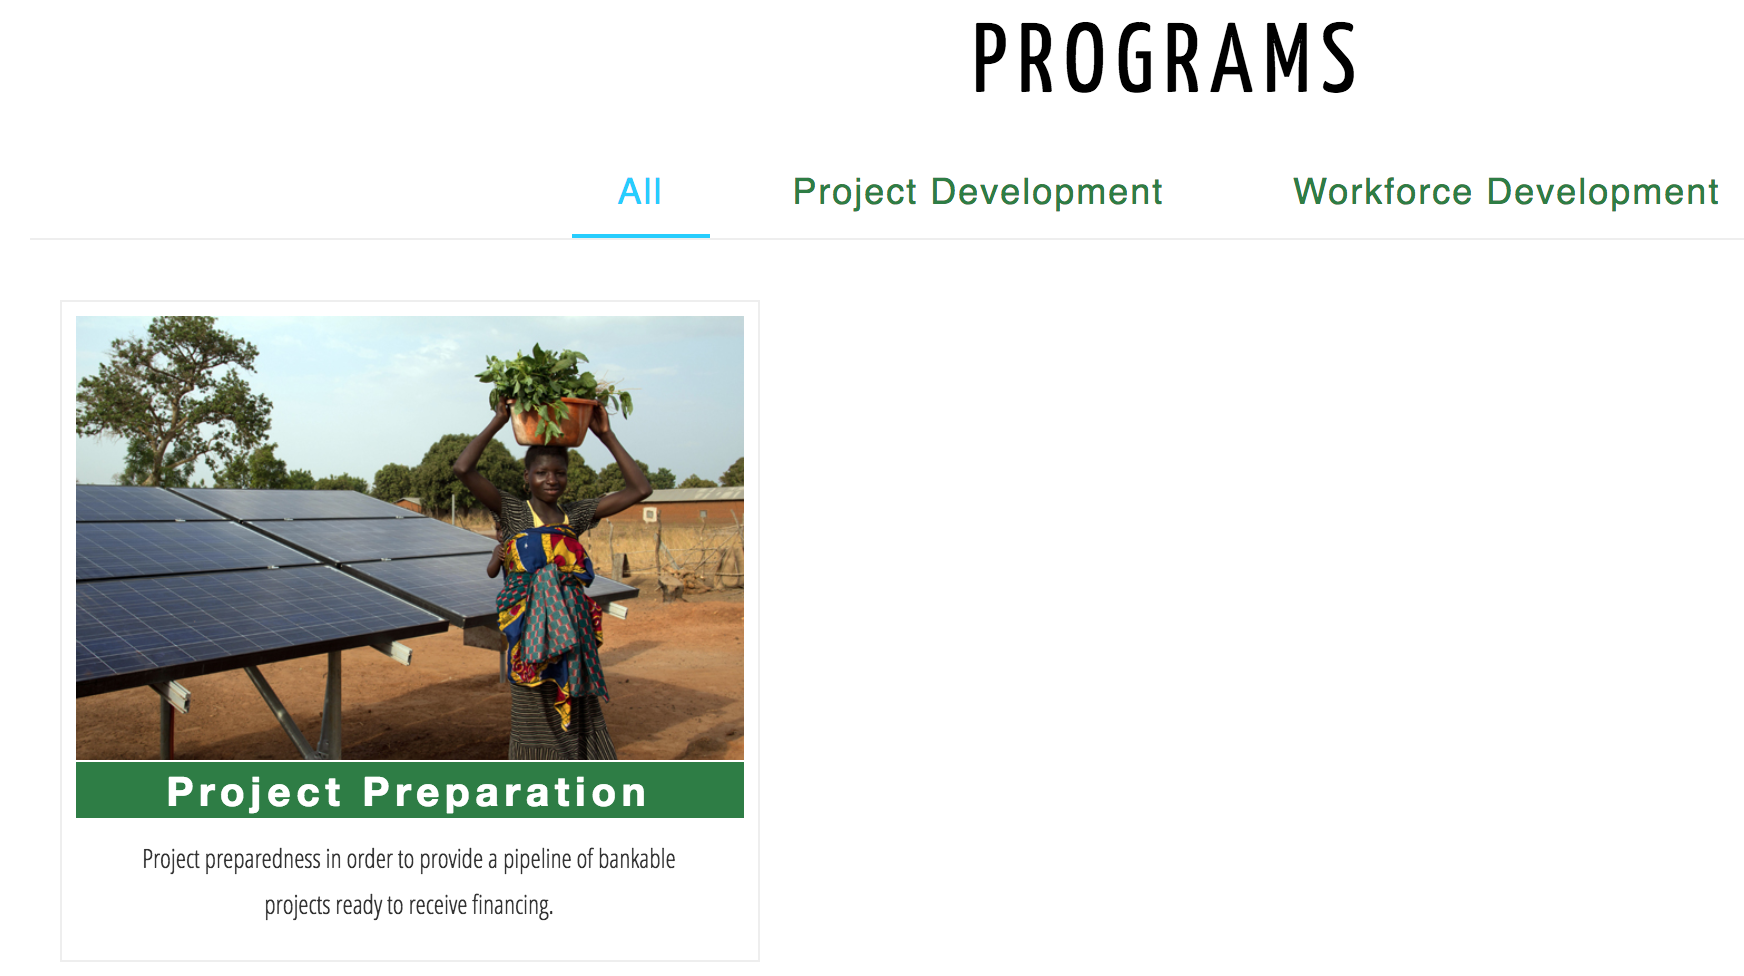 PROGRAMS
All Project Development Workforce Development
Project Preparation
Project preparedness in order to provide a pipeline of bankable
projects ready to receive financing.